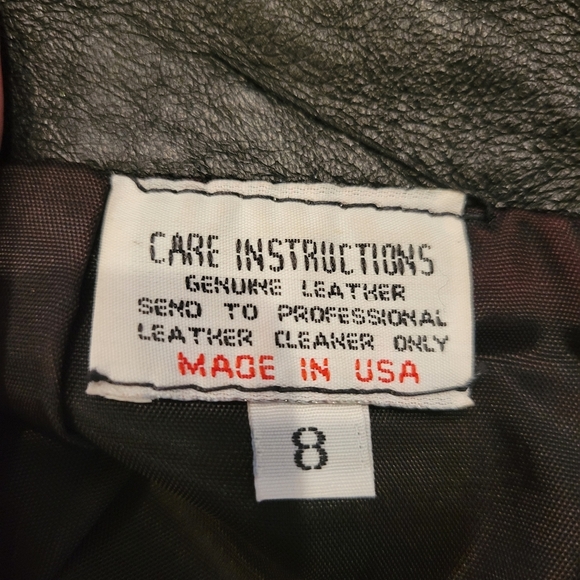 CARE INSTRUCTIONS
GENUINE LEATHER
SEND TO PROFESSIONAL
LEATHER CLEANER ONLY
MADE IN USA
8